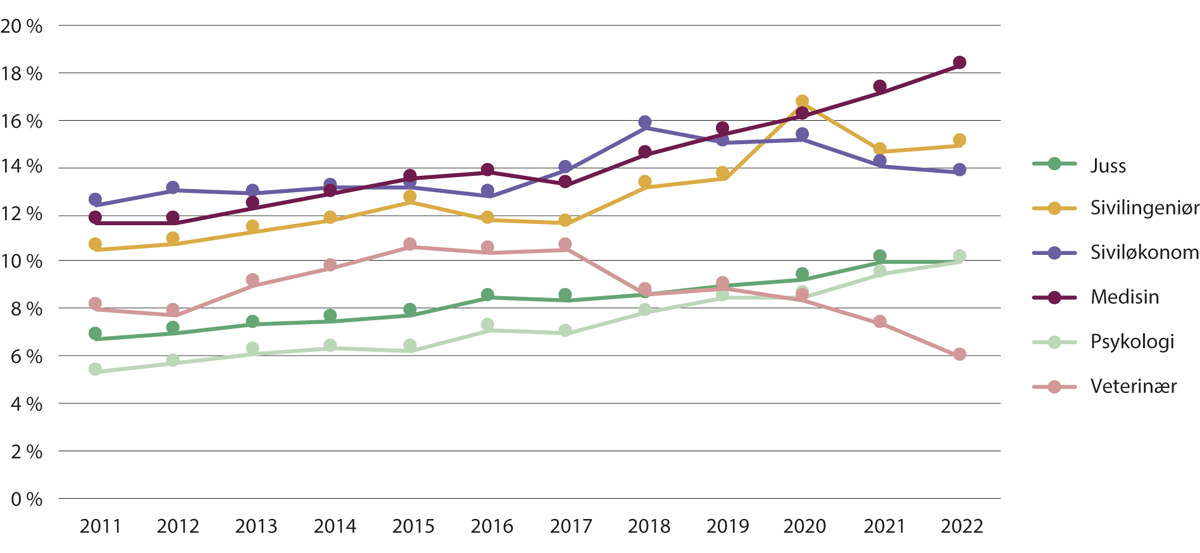 20 %
18 %
16 %
14 %
12 %
10 %
8 %
6 %
4 %
2 %
0 %
2011 2012 2013 2014 2015 2016 2017 2018 2019 2020 2021 2022
Juss
Sivilingeniør
Siviløkonom
Medisin
Psykologi
Veterinær